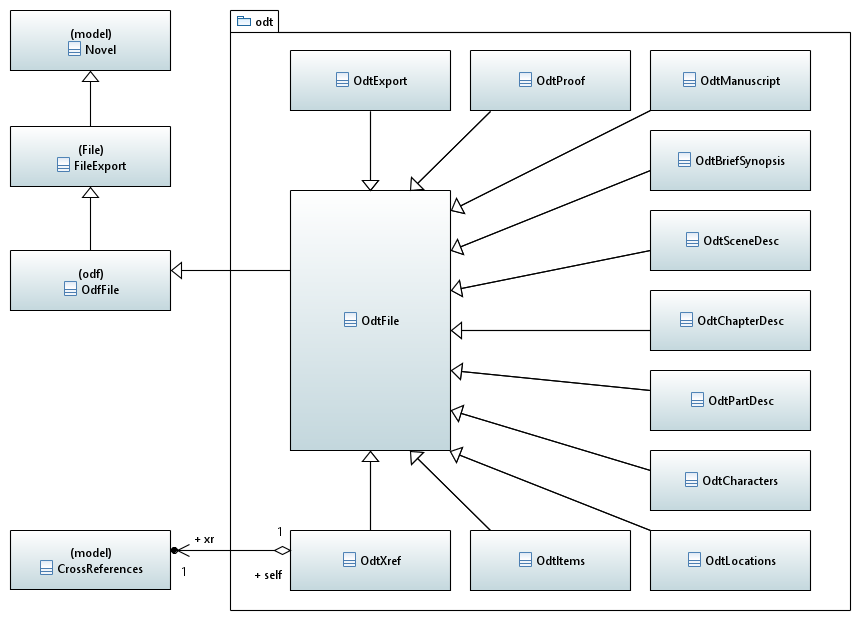 odt
(model)
Novel
OdtExport
OdtProof
OdtManuscript
(File)
FileExport
OdtBriefSynopsis
OdtSceneDesc
(odf)
OdfFile
OdtFile
OdtChapterDesc
OdtPartDesc
OdtCharacters
(model)
CrossReferences
+ xr
1
1
+ self
OdtXref
OdtItems
OdtLocations